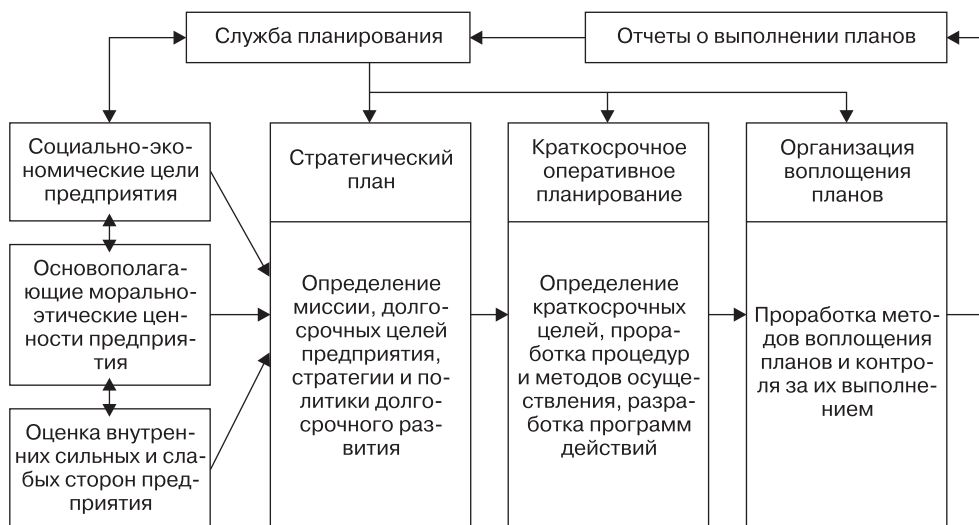 Служба планирования
Отчеты о выполнении планов
Социально-эко-
номические цели
предприятия
Основополага-
ющие морально-
этические цен-
ности предприя-
тия
Оценка внутрен-
них сильных и сла-
бых сторон пред-
приятия
Стратегический
план
Определение
миссии, долго-
срочных целей
предприятия,
стратегии и по-
литики долго-
срочного раз-
вития
Краткосрочное
оперативное
планирование
Определение
краткосрочных
целей, прора-
ботка процедур
и методов осуще-
ствления, разра-
ботка программ
действий
Организация
воплощения
планов
Проработка мето-
дов воплощения
планов и контро-
ля за их выполне-
нием